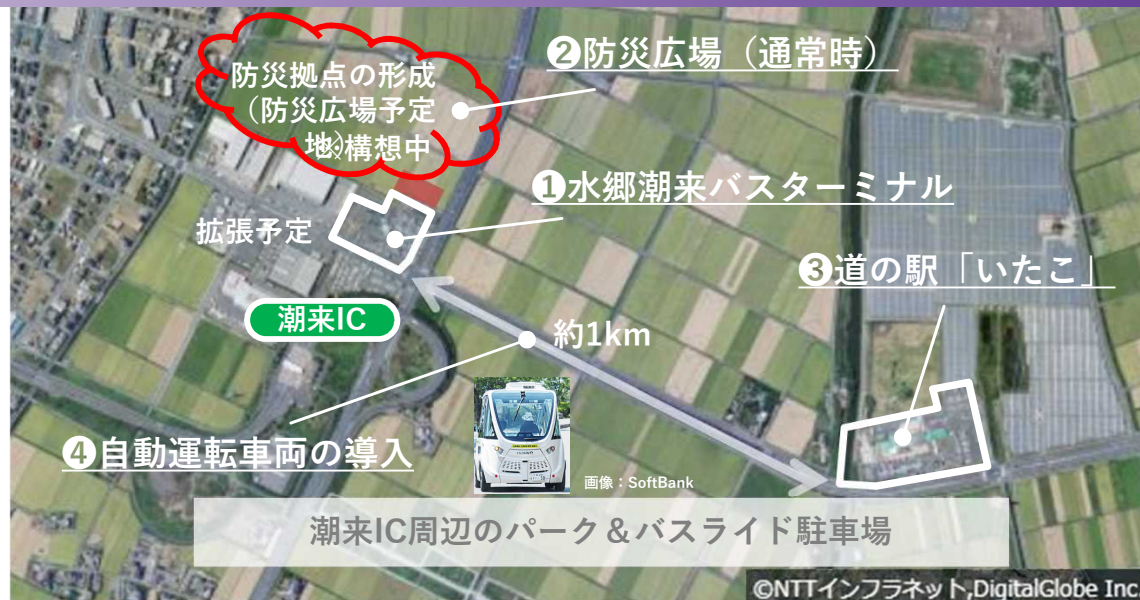 防災拠点の形成
（防災広場予定
地）※構想中
❷防災広場（通常時）
❶水郷潮来バスターミナル
拡張予定
❸道の駅「いたこ」
潮来IC
約1km
❹自動運転車両の導入
画像：SoftBank
潮来IC周辺のパーク＆バスライド駐車場
©NTTインフラネット,DigitalGlobe Inc.